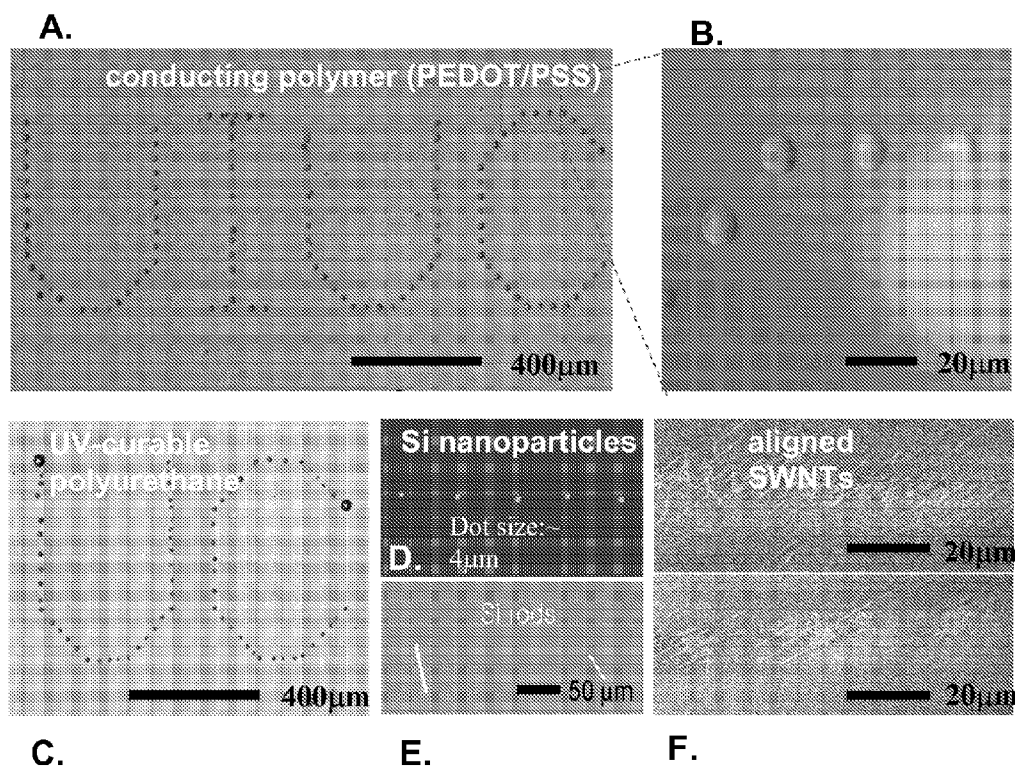 A.
B.
conducting polymer (PEDOT/PSS)
400μm
20μm
UV-curable
polyurethane
400μm
Si nanoparticles
Dot size:~
4μm
D.
Si rods
50 μm
aligned
SWNTs
20μm
20μm
C.
E.
F.